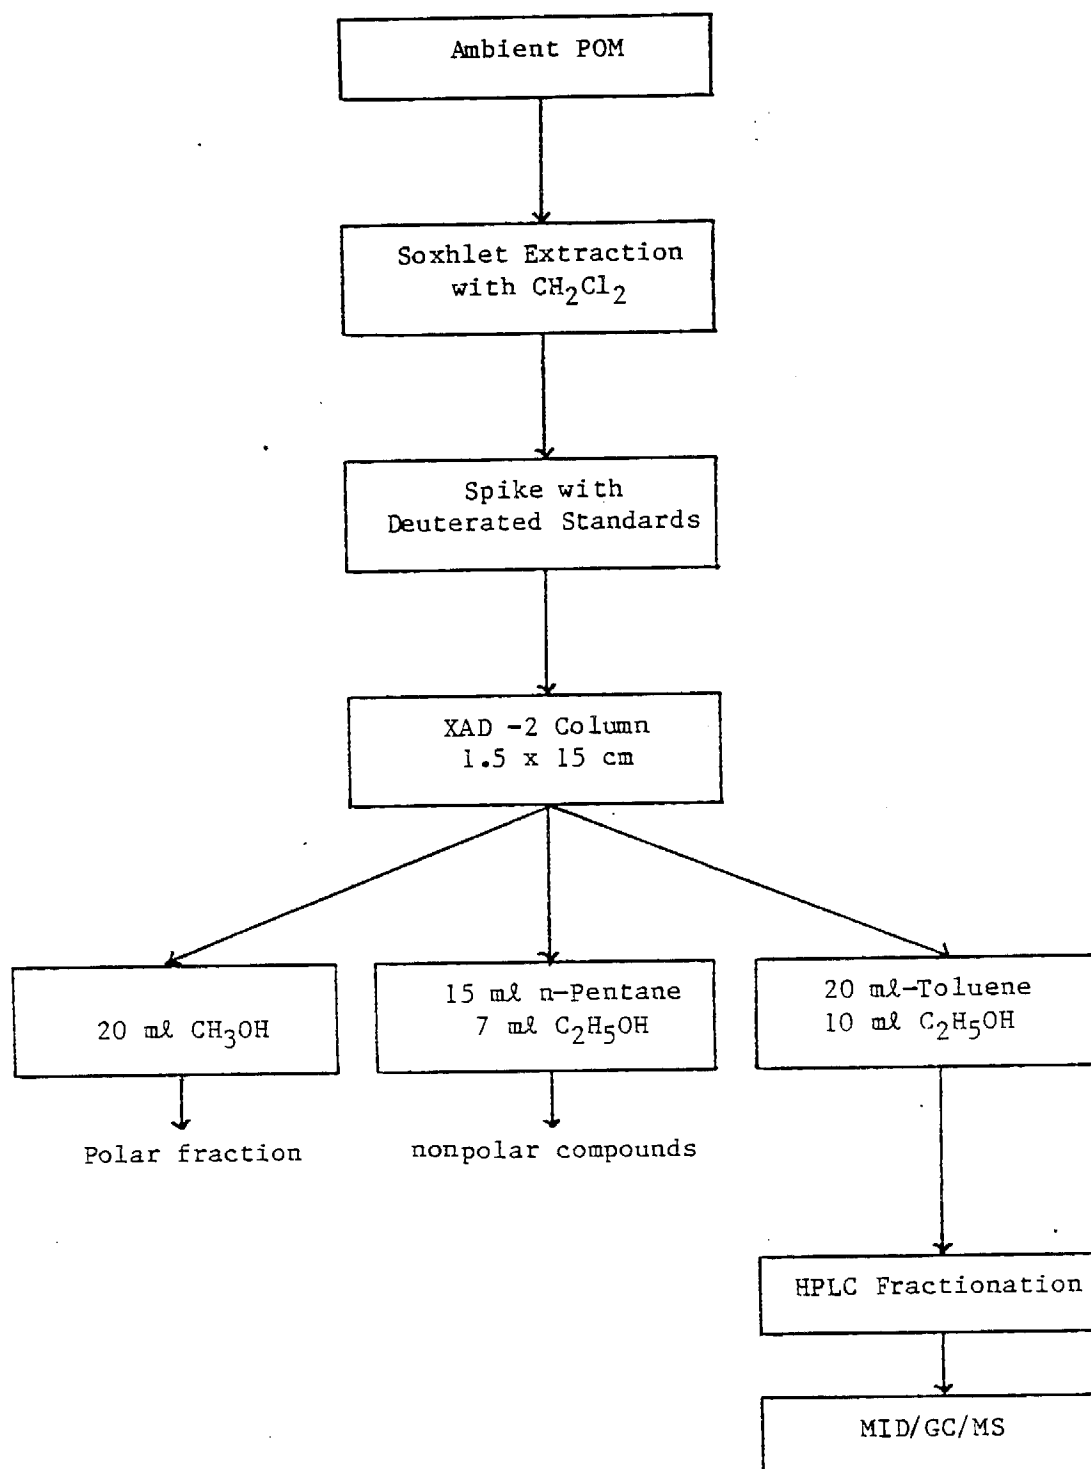 Ambient POM
Soxhlet Extraction
with CH₂Cl₂
Spike with
Deuterated Standards
XAD -2 Column
1.5 x 15 cm
20 mℓ CH₃OH
15 mℓ n-Pentane
7 mℓ C₂H₅OH
20 mℓ-Toluene
10 mℓ C₂H₅OH
Polar fraction
nonpolar compounds
HPLC Fractionation
MID/GC/MS